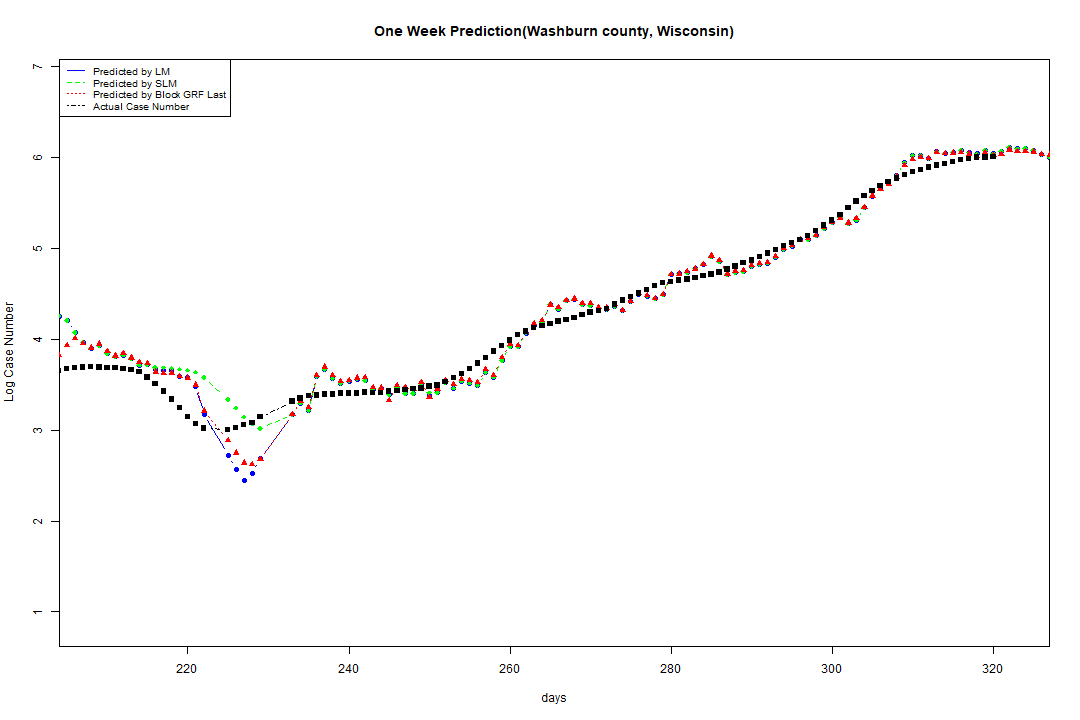 One Week Prediction(Washburn county, Wisconsin)
Predicted by LM
Predicted by SLM
Predicted by Block GRF Last
Actual Case Number
7
6
5
4
3
2
1
Log Case Number
220 240 260 280 300 320
days